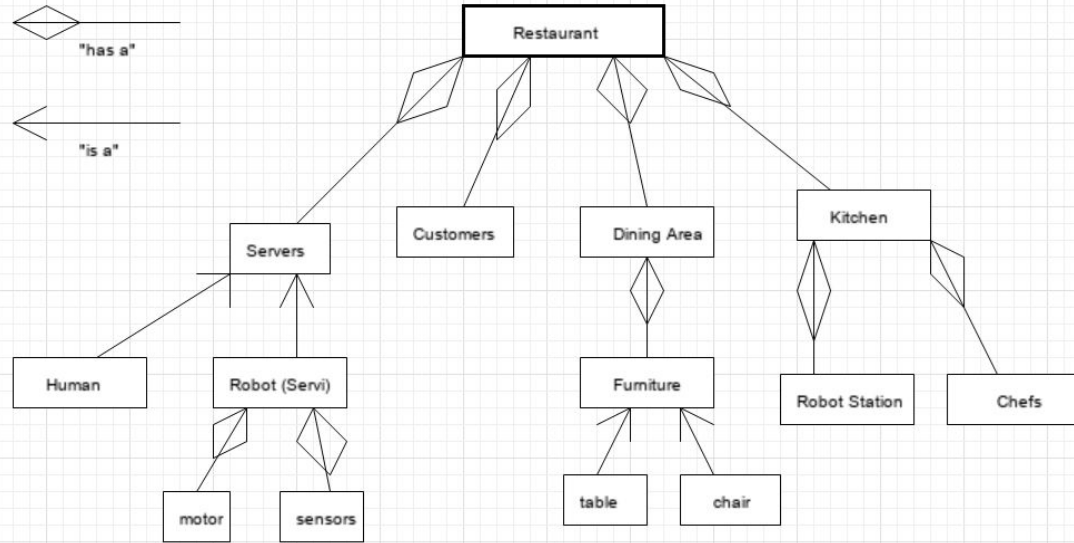 "has a"
"is a"
Restaurant
Servers
Customers
Dining Area
Kitchen
Human
Robot (Servi)
Furniture
Robot Station
Chefs
motor
sensors
table
chair